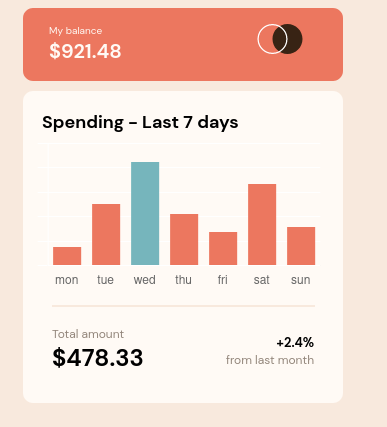 My balance
$921.48
Spending - Last 7 days
mon tue wed thu fri sat sun
Total amount
$478.33
+2.4%
from last month